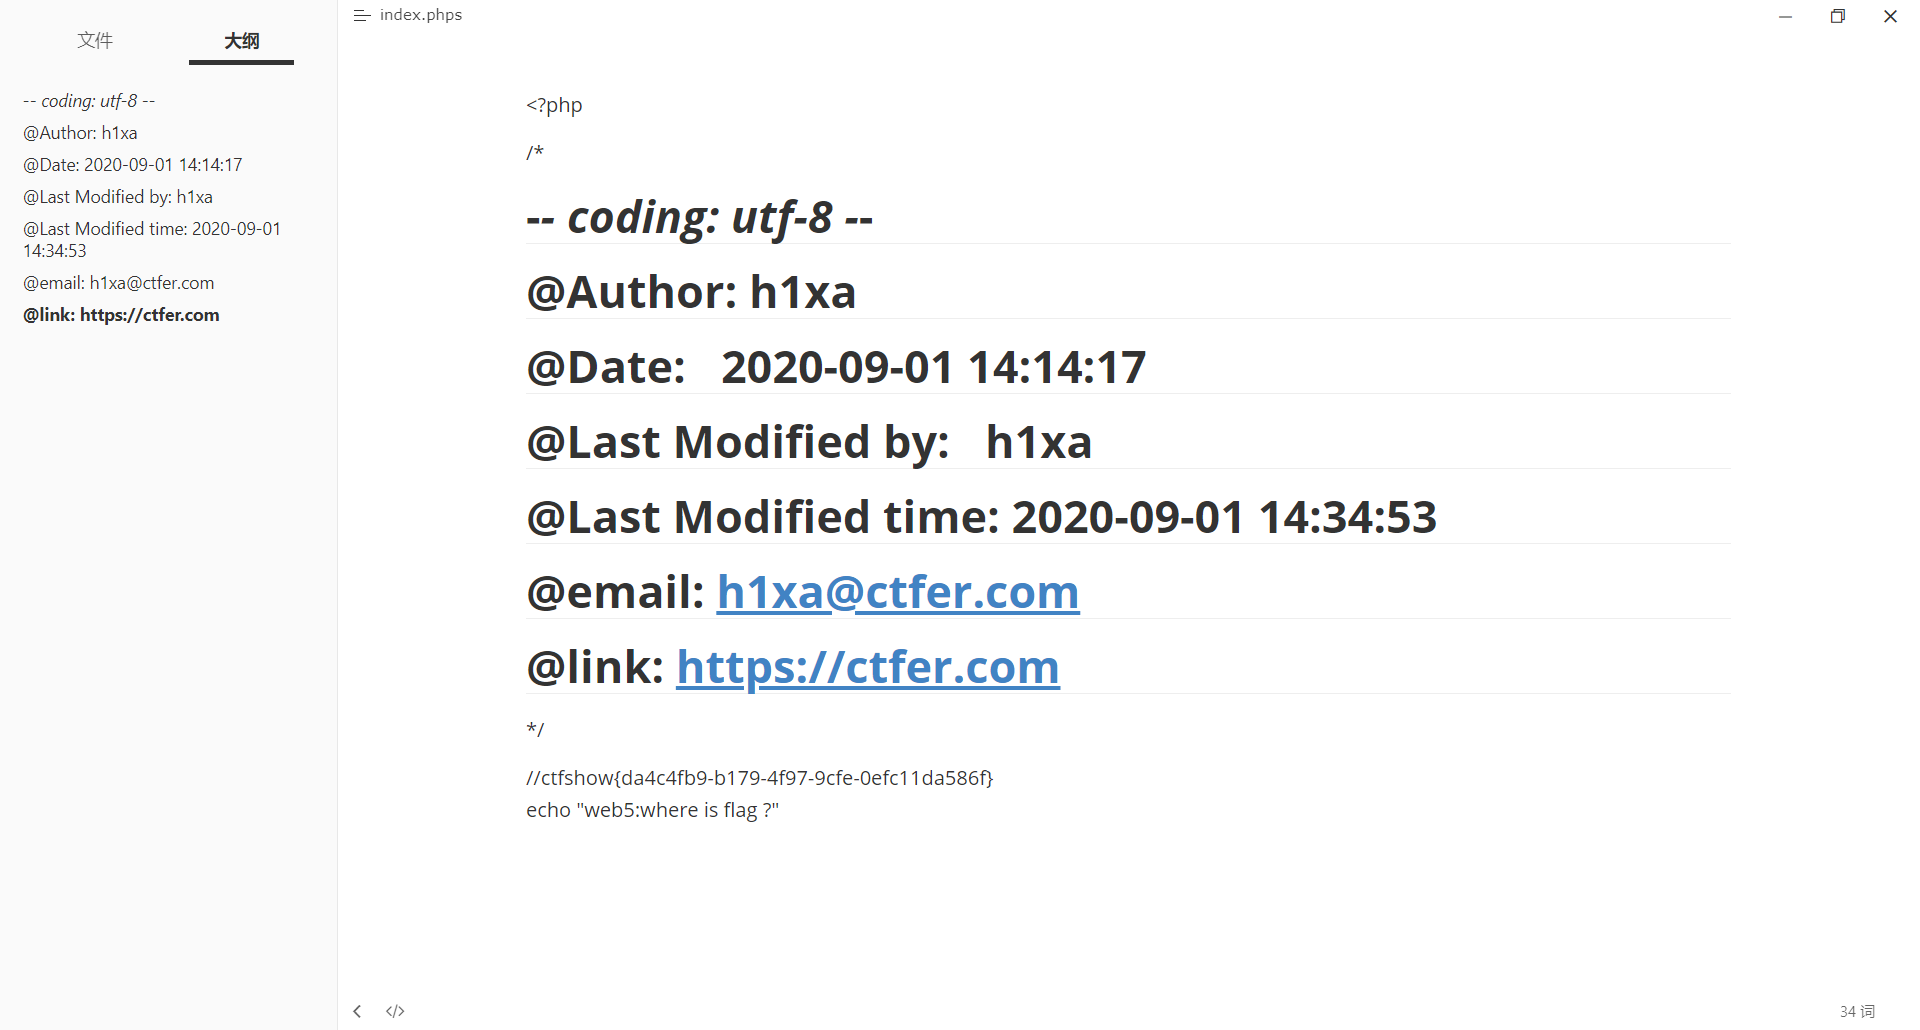 文件 大纲
-- coding: utf-8 --
@Author: h1xa
@Date: 2020-09-01 14:14:17
@Last Modified by: h1xa
@Last Modified time: 2020-09-01
14:34:53
@email: h1xa@ctfer.com
@link: https://ctfer.com
index.phps
<?php
/*
-- coding: utf-8 --
@Author: h1xa
@Date:   2020-09-01 14:14:17
@Last Modified by:   h1xa
@Last Modified time: 2020-09-01 14:34:53
@email: h1xa@ctfer.com
@link: https://ctfer.com
*/
//ctfshow{da4c4fb9-b179-4f97-9cfe-0efc11da586f}
echo "web5:where is flag ?"
34 词